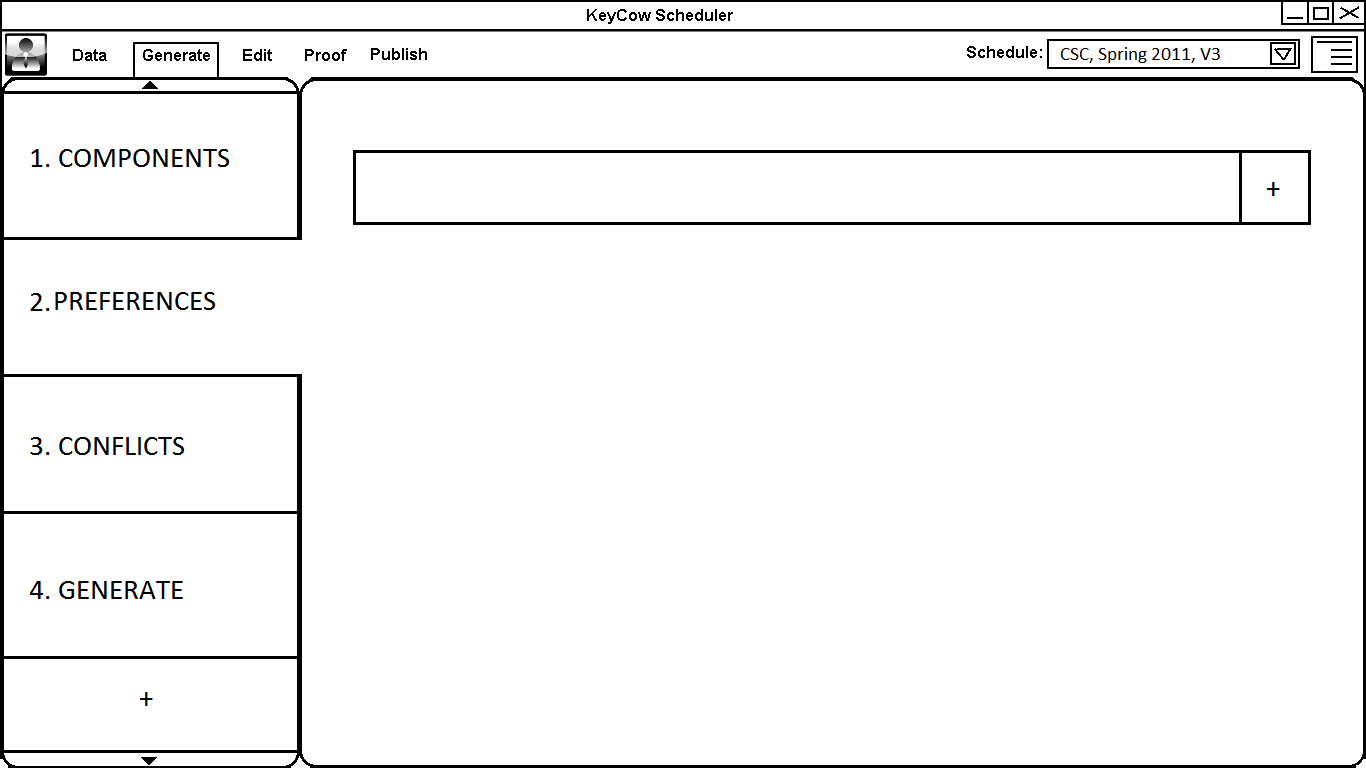 KeyCow Scheduler
Data Generate Edit Proof Publish Schedule: CSC, Spring 2011, V3
1. COMPONENTS
+
2. PREFERENCES
3. CONFLICTS
4. GENERATE
+